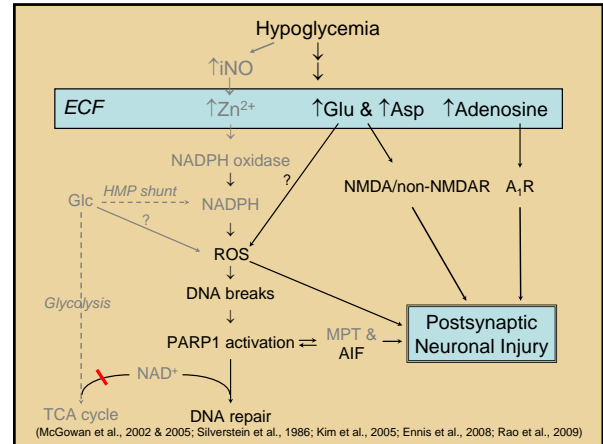 Hypoglycemia
↑iNO
ECF ↑Zn²⁺ ↑Glu & ↑Asp ↑Adenosine
NADPH oxidase
?
NMDA/non-NMDAR A₁R
Glc HMP shunt NADPH
?
ROS
Glycolysis
DNA breaks
Postsynaptic
Neuronal Injury
PARP1 activation MPT &
AIF
NAD⁺
TCA cycle DNA repair
(McGowan et al., 2002 & 2005; Silverstein et al., 1986; Kim et al., 2005; Ennis et al., 2008; Rao et al., 2009)